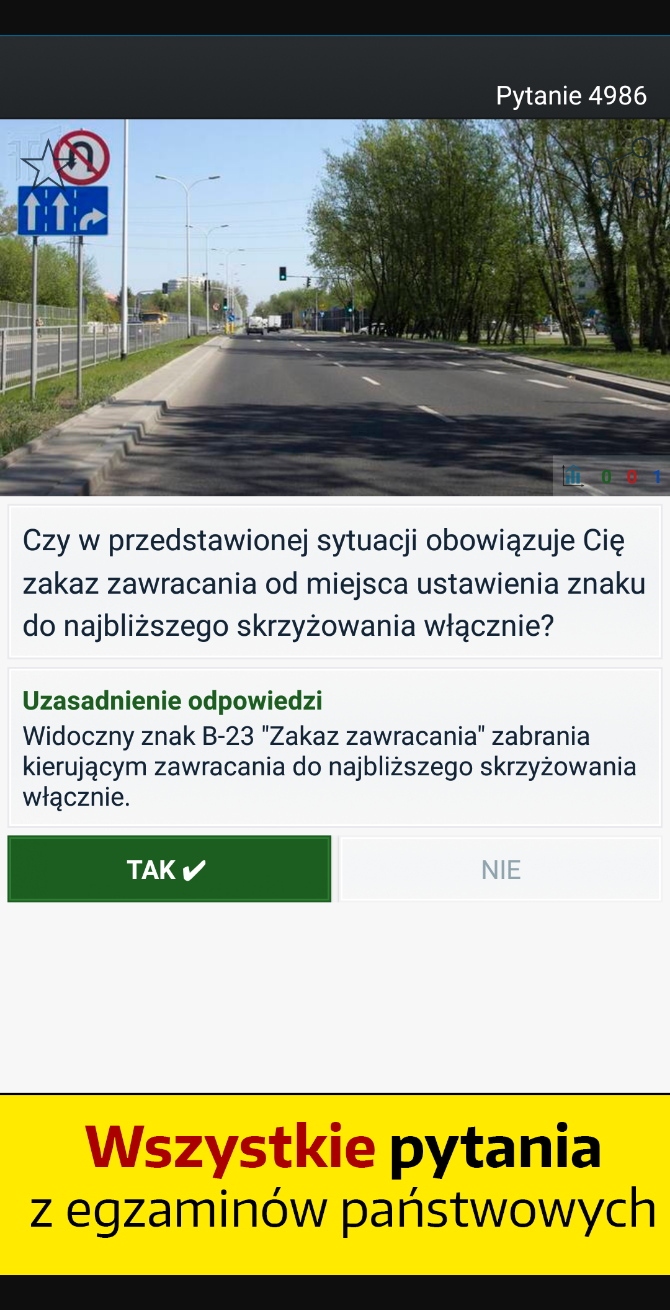 Pytanie 4986
0 0 1
Czy w przedstawionej sytuacji obowiązuje Cię
zakaz zawracania od miejsca ustawienia znaku
do najbliższego skrzyżowania włącznie?
Uzasadnienie odpowiedzi
Widoczny znak B-23 "Zakaz zawracania" zabrania
kierującym zawracania do najbliższego skrzyżowania
włącznie.
TAK ✔
NIE
Wszystkie pytania
z egzaminów państwowych